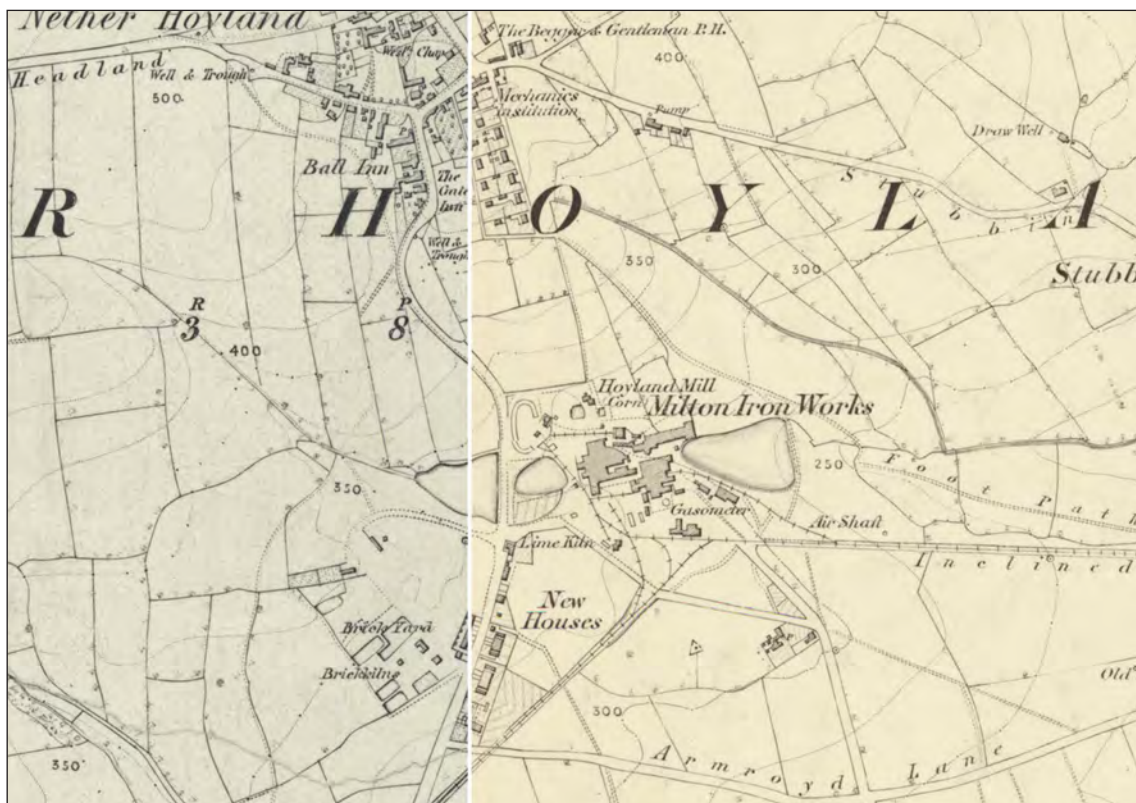 Nether Hoyland
Headland
Well & Trough
500
Wesn. Chap.
Ball Inn
The
Gate
Inn
Well &
Trough
R H O Y L A
R P
3 8
400
350
Brick Yard
Brickkilns
350
The Beggar & Gentleman P.H.
400
Mechanics
Institution
Pump
Draw Well
Stubbin
350
300
Stubb
Hoyland Mill
Corn
Milton Iron Works
250
Foot Path
Gasometer
Air Shaft
Lime Kiln
Inclined
New
Houses
Old
300
Armroyd Lane